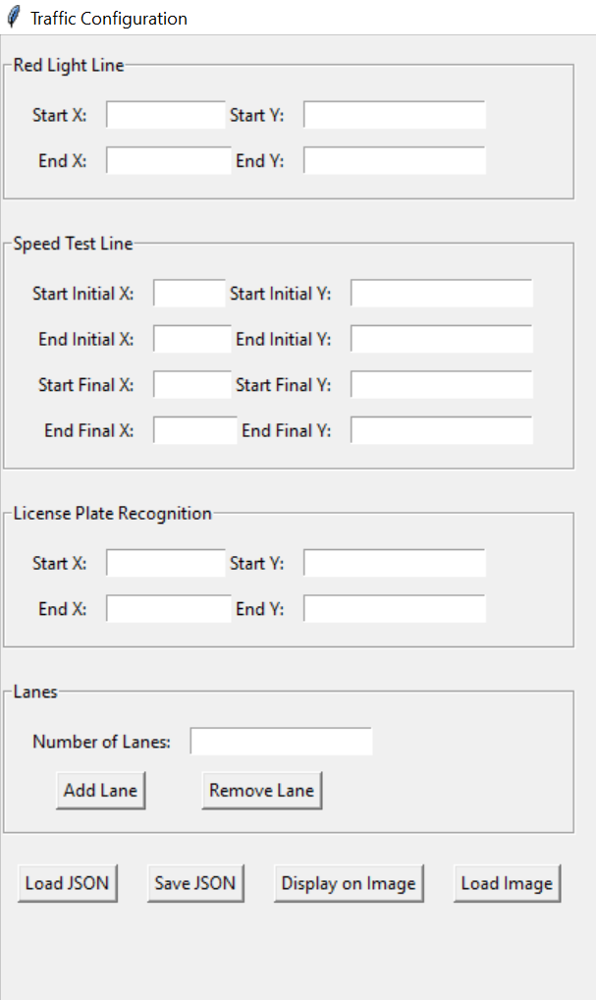 Traffic Configuration
Red Light Line
Start X: Start Y:
End X: End Y:
Speed Test Line
Start Initial X: Start Initial Y:
End Initial X: End Initial Y:
Start Final X: Start Final Y:
End Final X: End Final Y:
License Plate Recognition
Start X: Start Y:
End X: End Y:
Lanes
Number of Lanes:
Add Lane Remove Lane
Load JSON Save JSON Display on Image Load Image